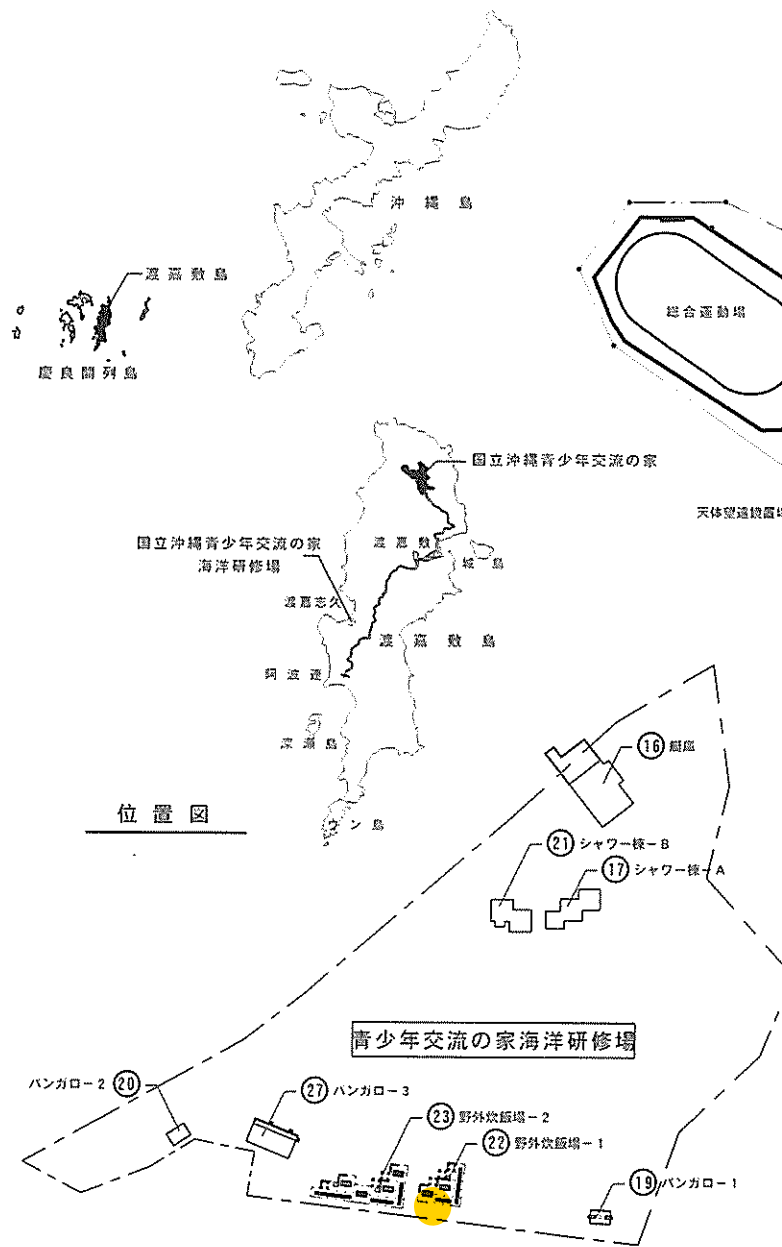 沖縄島
渡嘉敷島
総合運動場
慶良間列島
国立沖縄青少年交流の家
天体望遠鏡置場
国立沖縄青少年交流の家
海洋研修場
渡嘉敷
城島
渡嘉志久
渡嘉敷島
阿波連
⑯ 艇庫
位置図
㉑ シャワー棟-B
⑰ シャワー棟-A
青少年交流の家海洋研修場
バンガロー2 ⑳
㉗ バンガロー3
㉓ 野外炊飯場-2
㉒ 野外炊飯場-1
⑲ バンガロー1